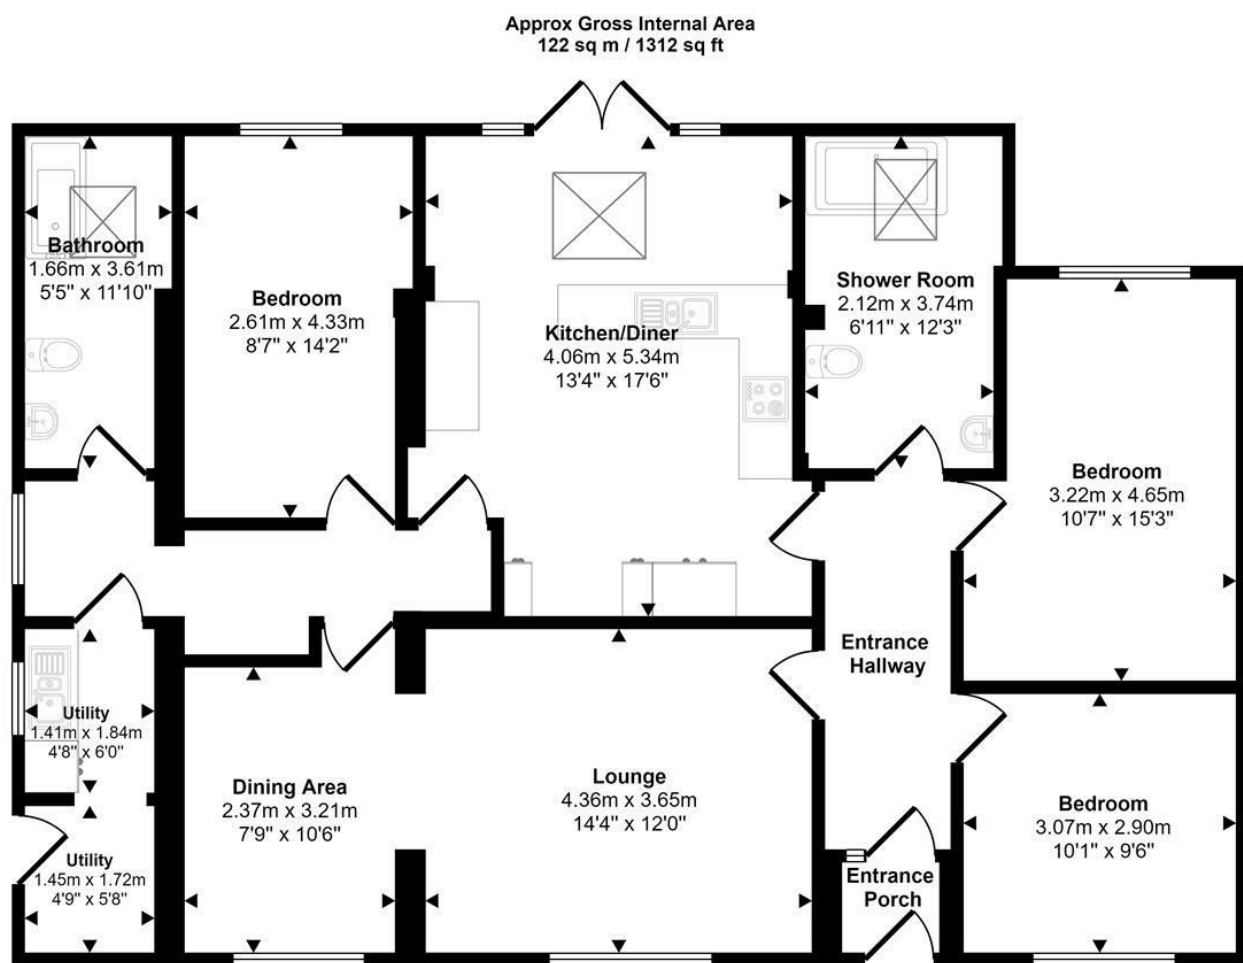 Approx Gross Internal Area
122 sq m / 1312 sq ft
Bathroom
1.66m x 3.61m
5'5" x 11'10"
Bedroom
2.61m x 4.33m
8'7" x 14'2"
Kitchen/Diner
4.06m x 5.34m
13'4" x 17'6"
Shower Room
2.12m x 3.74m
6'11" x 12'3"
Bedroom
3.22m x 4.65m
10'7" x 15'3"
Entrance
Hallway
Utility
1.41m x 1.84m
4'8" x 6'0"
Dining Area
2.37m x 3.21m
7'9" x 10'6"
Lounge
4.36m x 3.65m
14'4" x 12'0"
Bedroom
3.07m x 2.90m
10'1" x 9'6"
Utility
1.45m x 1.72m
4'9" x 5'8"
Entrance
Porch